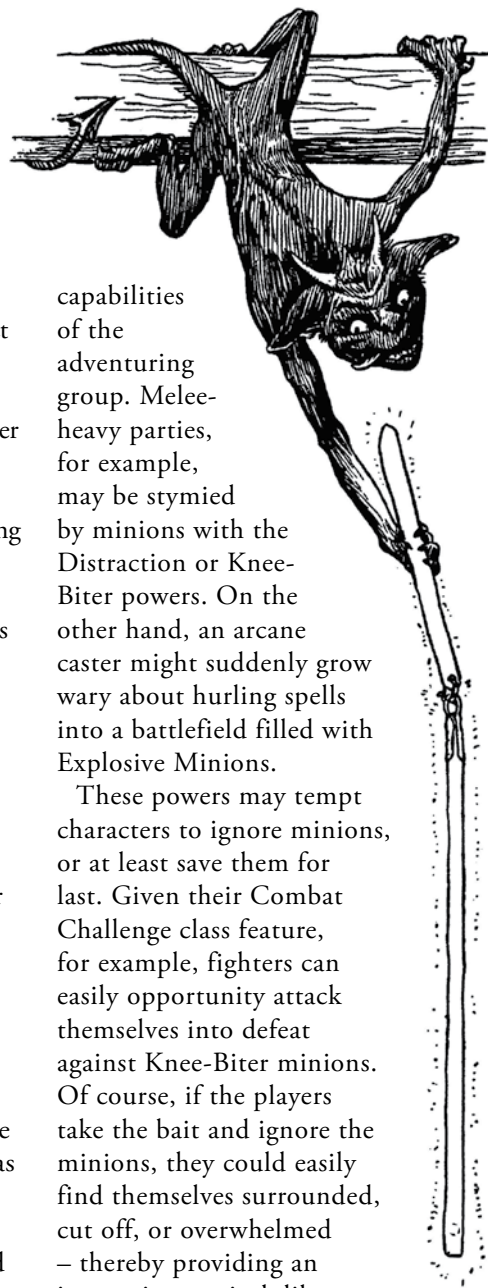 capabilities
of the
adventuring
group. Melee-
heavy parties,
for example,
may be stymied
by minions with the
Distraction or Knee-
Biter powers. On the
other hand, an arcane
caster might suddenly grow
wary about hurling spells
into a battlefield filled with
Explosive Minions.
These powers may tempt
characters to ignore minions,
or at least save them for
last. Given their Combat
Challenge class feature,
for example, fighters can
easily opportunity attack
themselves into defeat
against Knee-Biter minions.
Of course, if the players
take the bait and ignore the
minions, they could easily
find themselves surrounded,
cut off, or overwhelmed
– thereby providing an